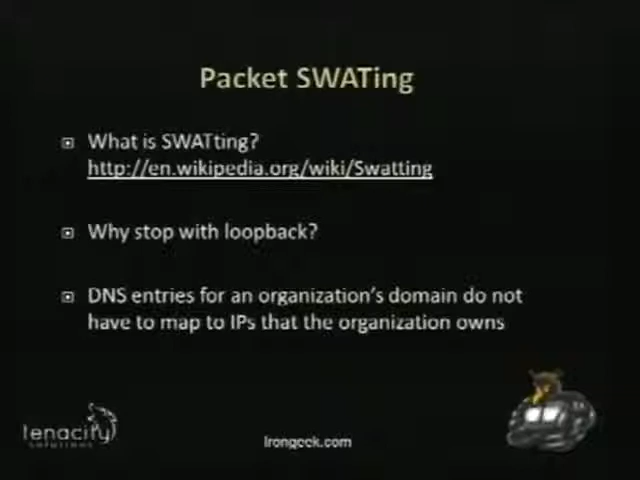 Packet SWATing
What is SWATting?
http://en.wikipedia.org/wiki/Swatting
Why stop with loopback?
DNS entries for an organization's domain do not
have to map to IPs that the organization owns
tenacity
solutions
Irongeek.com